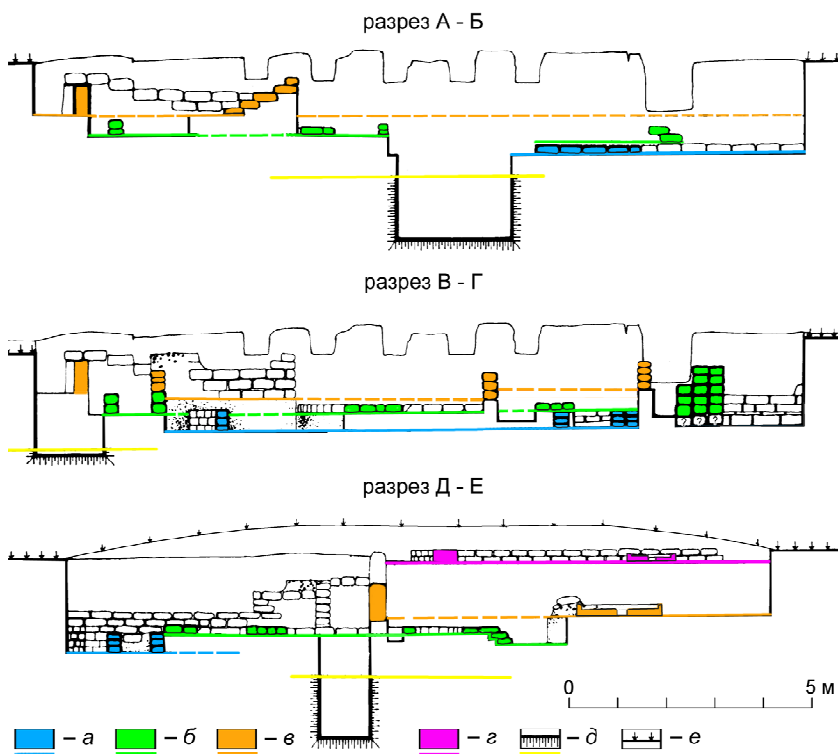 разрез А - Б
разрез В - Г
разрез Д - Е
0 5 м
– а – б – в – г – д – е
? ? ?